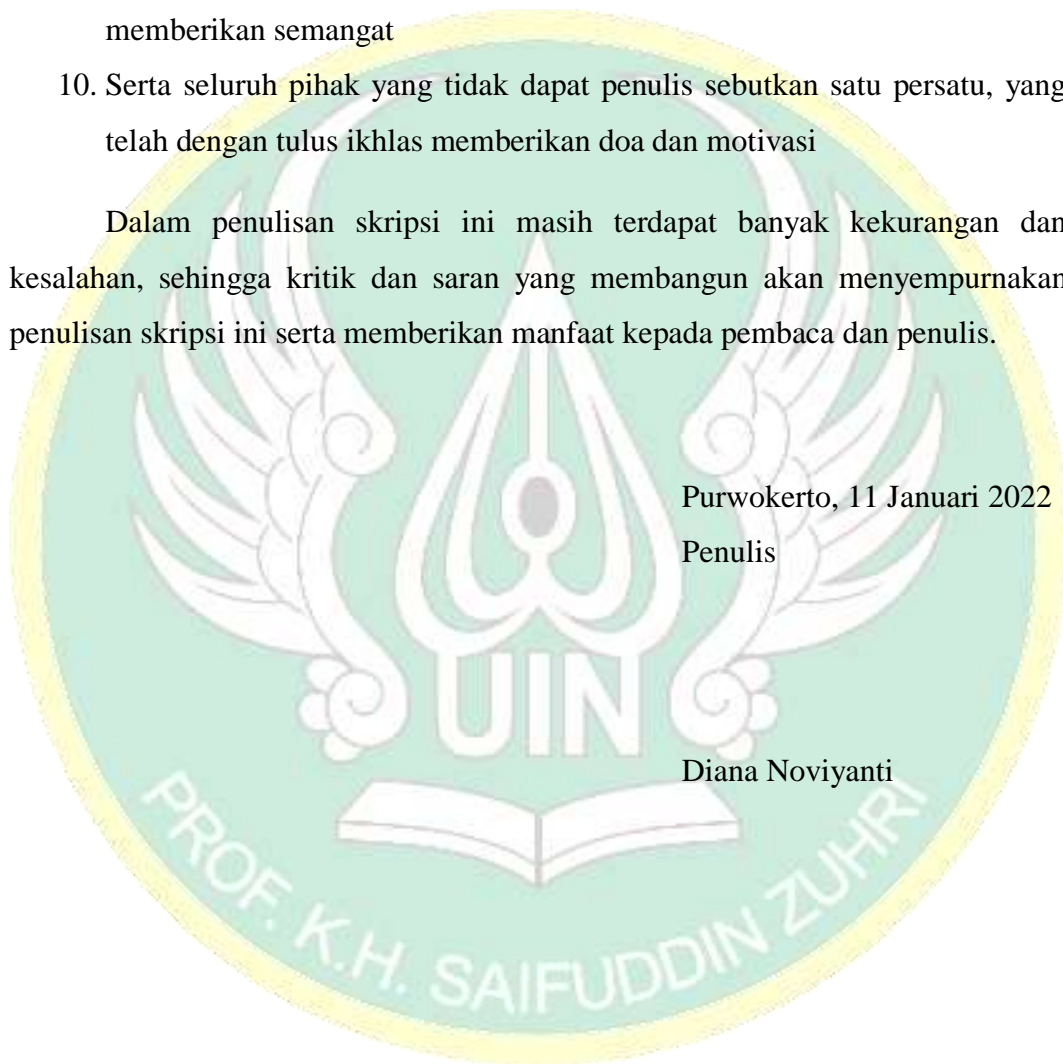 memberikan semangat
10. Serta seluruh pihak yang tidak dapat penulis sebutkan satu persatu, yang
telah dengan tulus ikhlas memberikan doa dan motivasi
Dalam penulisan skripsi ini masih terdapat banyak kekurangan dan
kesalahan, sehingga kritik dan saran yang membangun akan menyempurnakan
penulisan skripsi ini serta memberikan manfaat kepada pembaca dan penulis.
Purwokerto, 11 Januari 2022
Penulis
UIN
Diana Noviyanti
PROF. K.H. SAIFUDDIN ZUHRI